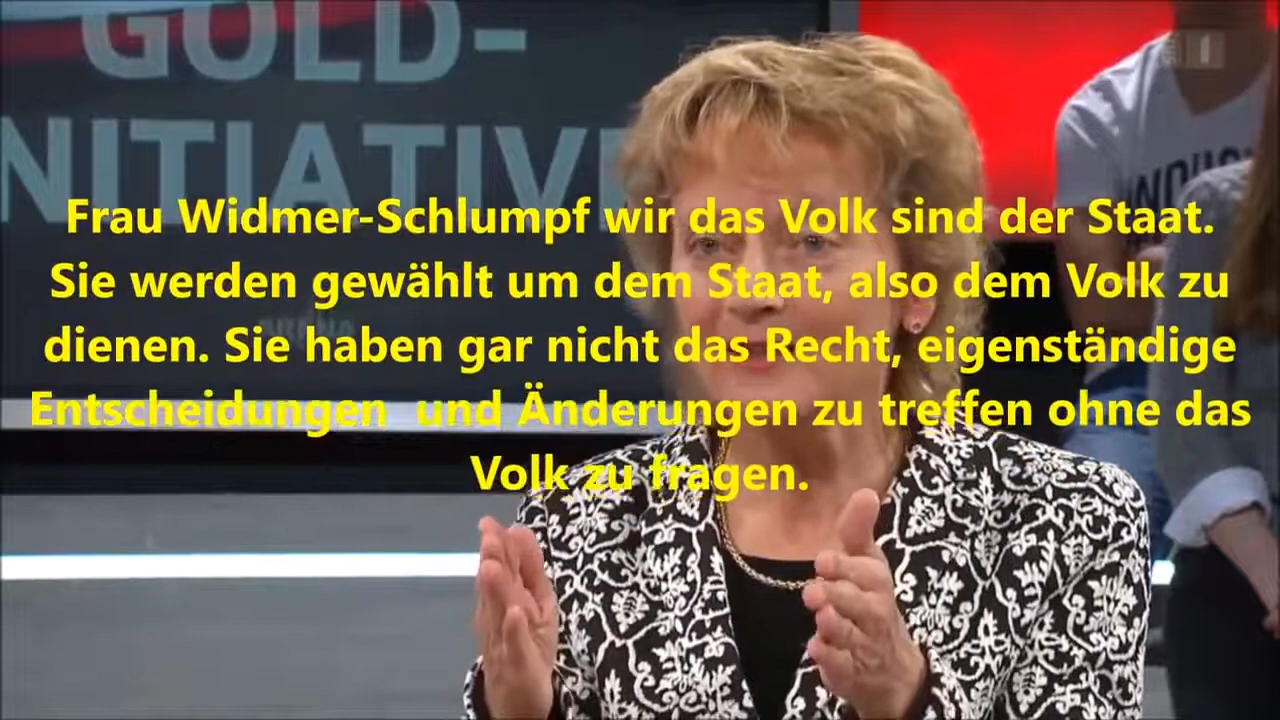 GOLD-
INITIATIVE
Frau Widmer-Schlumpf wir das Volk sind der Staat.
Sie werden gewählt um dem Staat, also dem Volk zu
dienen. Sie haben gar nicht das Recht, eigenständige
Entscheidungen  und Änderungen zu treffen ohne das
Volk zu fragen.
ARENA